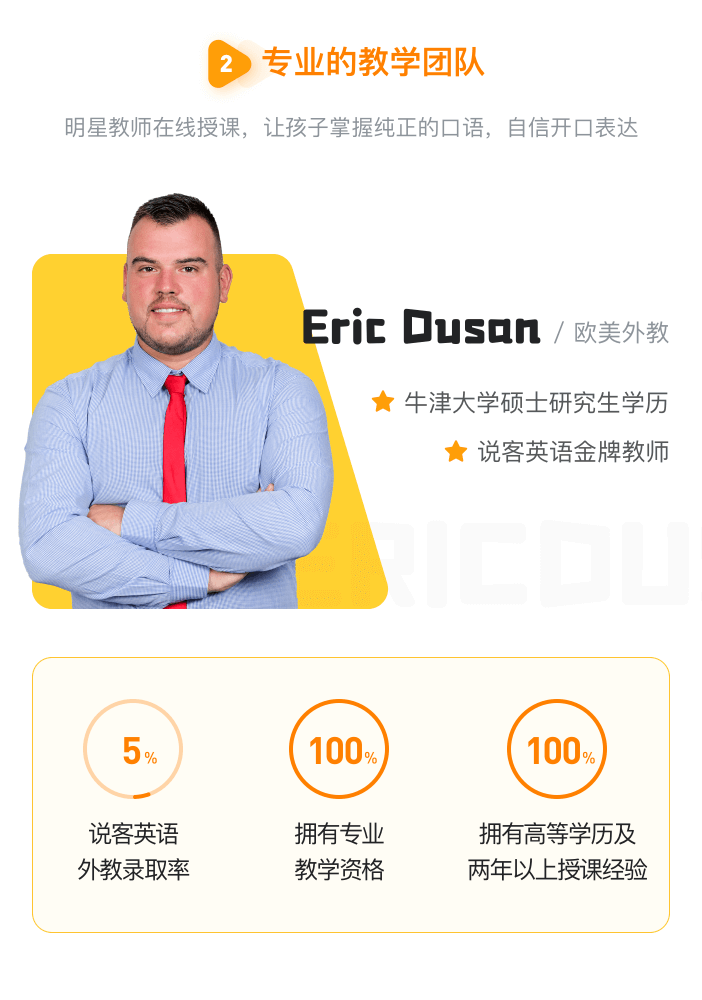 2 专业的教学团队
明星教师在线授课，让孩子掌握纯正的口语，自信开口表达
Eric Dusan / 欧美外教
牛津大学硕士研究生学历
说客英语金牌教师
ERICDUS
5% 100% 100%
说客英语 拥有专业 拥有高等学历及
外教录取率 教学资格 两年以上授课经验